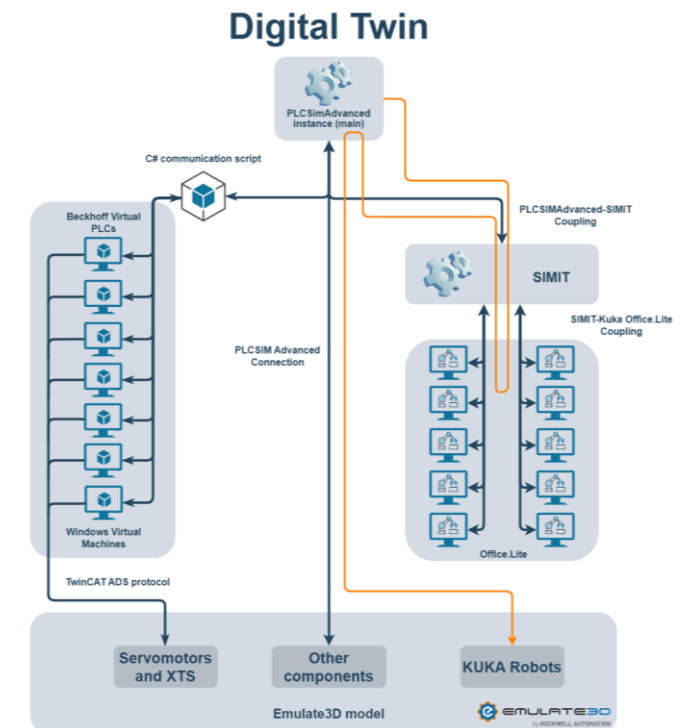 Digital Twin
PLCSimAdvanced
instance (main)
C# communication script
Beckhoff Virtual
PLCs
PLCSIMAdvanced-SIMIT
Coupling
SIMIT
SIMIT-Kuka Office.Lite
Coupling
PLCSIM Advanced
Connection
Windows Virtual
Machines
Office.Lite
TwinCAT ADS protocol
Servomotors
and XTS
Other
components
KUKA Robots
Emulate3D model
EMULATE3D
by ROCKWELL AUTOMATION